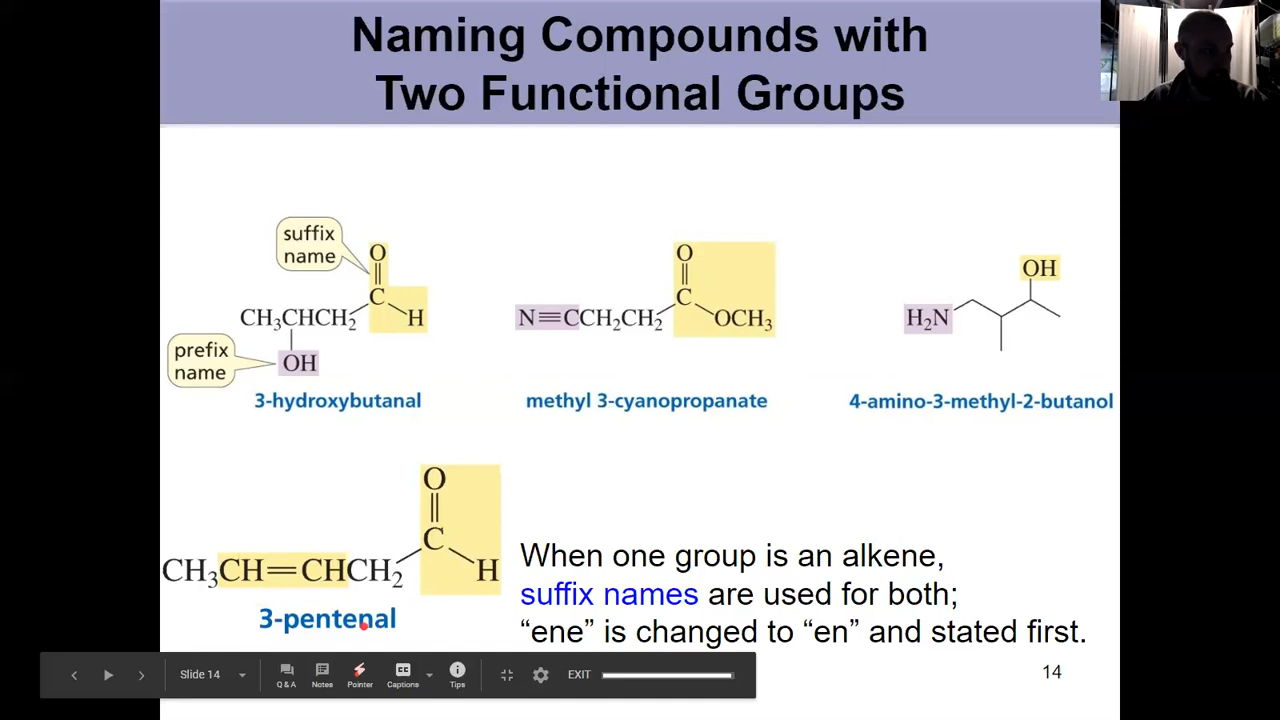 Naming Compounds with
Two Functional Groups
suffix
name
O
C
H
CH₃CHCH₂
OH
prefix
name
3-hydroxybutanal
O
C
N≡CCH₂CH₂
OCH₃
methyl 3-cyanopropanate
OH
H₂N
4-amino-3-methyl-2-butanol
O
C
CH₃CH=CHCH₂
H
3-pentenal
When one group is an alkene,
suffix names are used for both;
“ene” is changed to “en” and stated first.
14
Slide 14
Q & A
Notes
Pointer
CC
Captions
Tips
EXIT